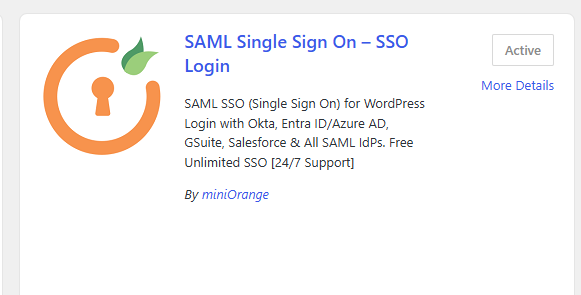 SAML Single Sign On – SSO
Login
Active
More Details
SAML SSO (Single Sign On) for WordPress
Login with Okta, Entra ID/Azure AD,
GSuite, Salesforce & All SAML IdPs. Free
Unlimited SSO [24/7 Support]
By miniOrange